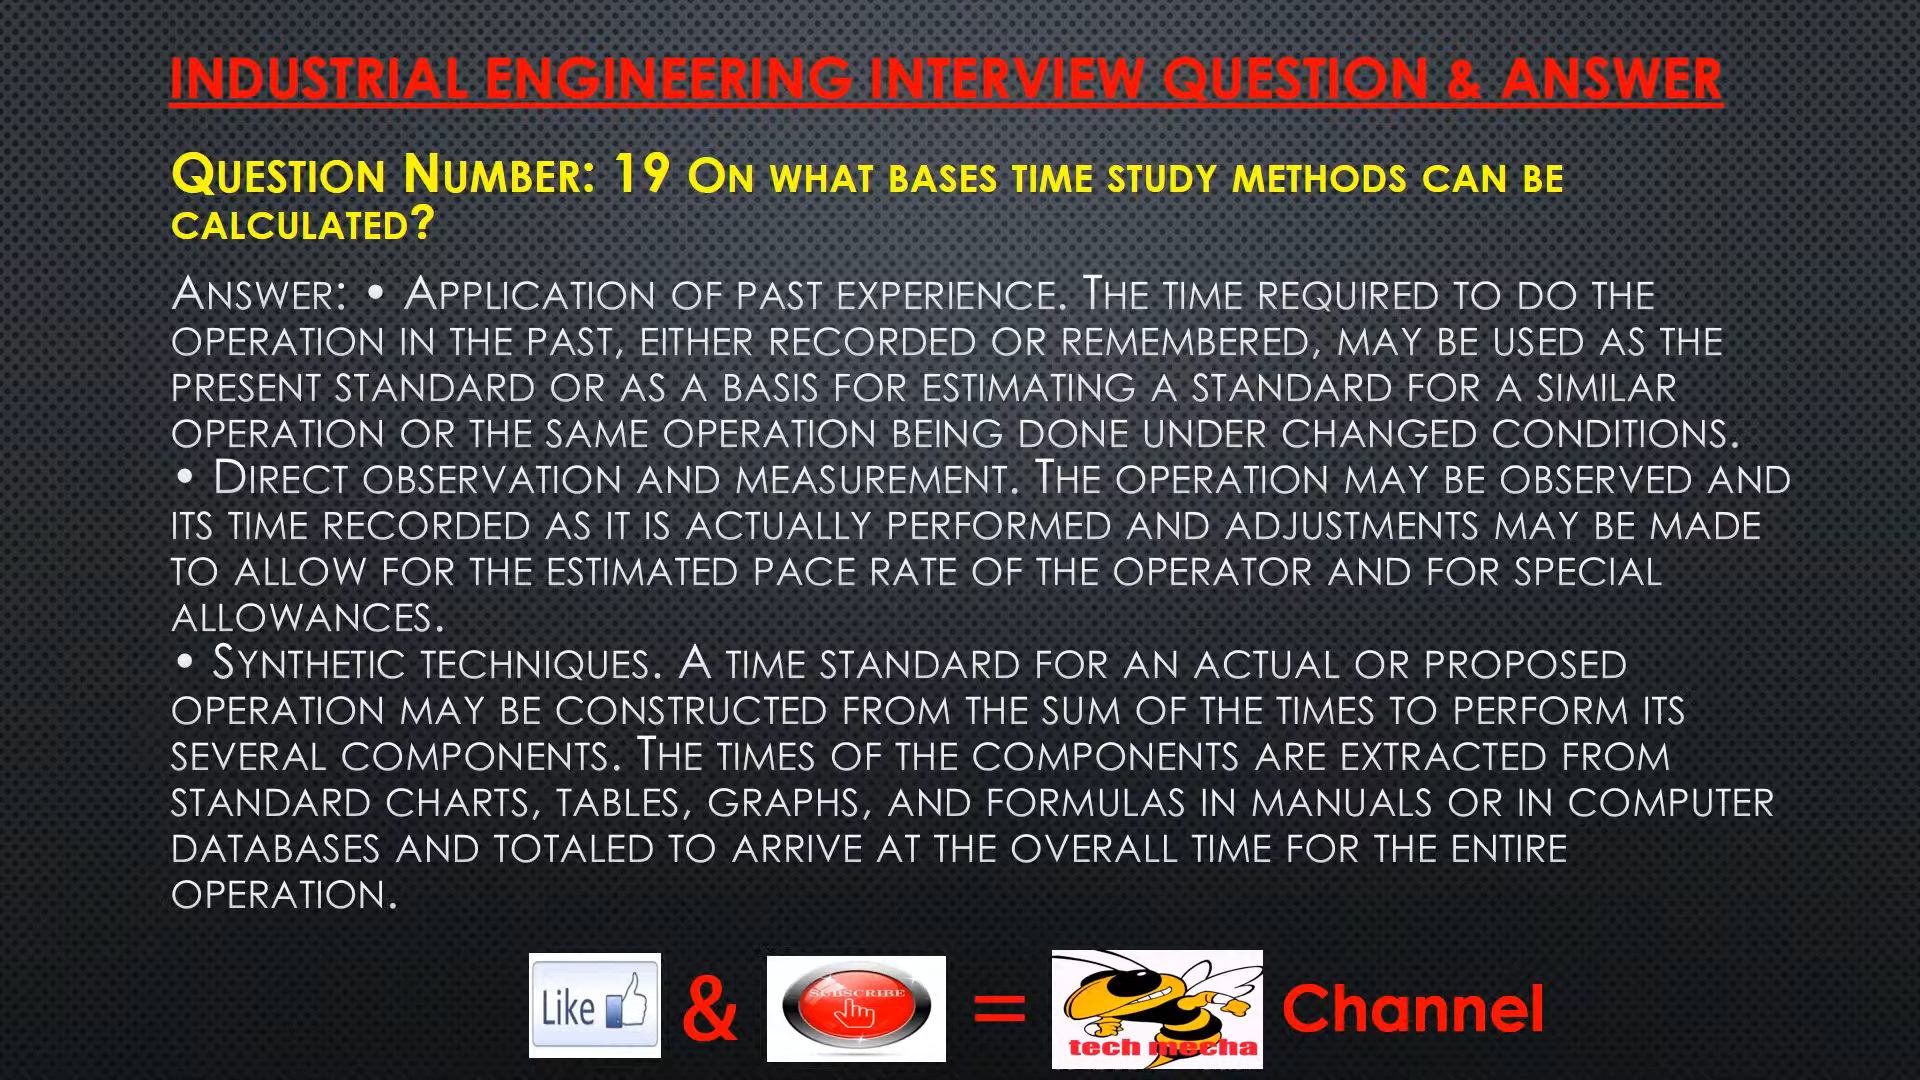 INDUSTRIAL ENGINEERING INTERVIEW QUESTION & ANSWER
QUESTION NUMBER: 19 ON WHAT BASES TIME STUDY METHODS CAN BE
CALCULATED?
ANSWER: • APPLICATION OF PAST EXPERIENCE. THE TIME REQUIRED TO DO THE
OPERATION IN THE PAST, EITHER RECORDED OR REMEMBERED, MAY BE USED AS THE
PRESENT STANDARD OR AS A BASIS FOR ESTIMATING A STANDARD FOR A SIMILAR
OPERATION OR THE SAME OPERATION BEING DONE UNDER CHANGED CONDITIONS.
• DIRECT OBSERVATION AND MEASUREMENT. THE OPERATION MAY BE OBSERVED AND
ITS TIME RECORDED AS IT IS ACTUALLY PERFORMED AND ADJUSTMENTS MAY BE MADE
TO ALLOW FOR THE ESTIMATED PACE RATE OF THE OPERATOR AND FOR SPECIAL
ALLOWANCES.
• SYNTHETIC TECHNIQUES. A TIME STANDARD FOR AN ACTUAL OR PROPOSED
OPERATION MAY BE CONSTRUCTED FROM THE SUM OF THE TIMES TO PERFORM ITS
SEVERAL COMPONENTS. THE TIMES OF THE COMPONENTS ARE EXTRACTED FROM
STANDARD CHARTS, TABLES, GRAPHS, AND FORMULAS IN MANUALS OR IN COMPUTER
DATABASES AND TOTALED TO ARRIVE AT THE OVERALL TIME FOR THE ENTIRE
OPERATION.
Like & SUBSCRIBE = tech mecha Channel